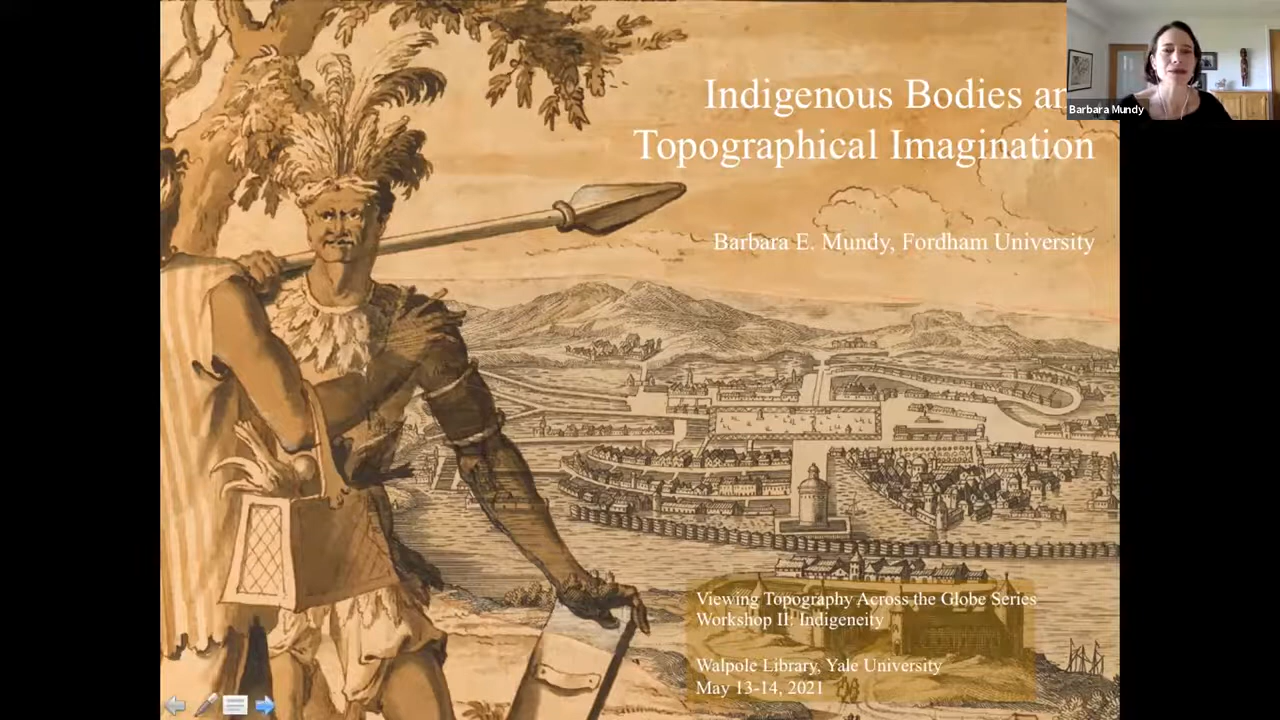 Indigenous Bodies an
Topographical Imagination
Barbara Mundy
Barbara E. Mundy, Fordham University
Viewing Topography Across the Globe Series
Workshop II: Indigeneity
Walpole Library, Yale University
May 13-14, 2021